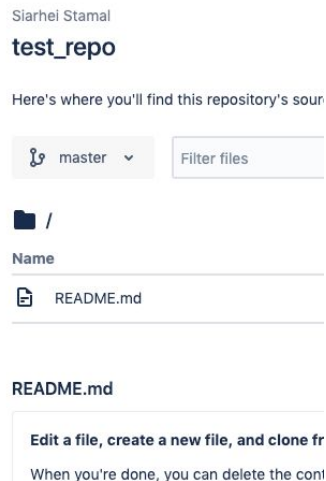 Siarhei Stamal
test_repo
Here's where you'll find this repository's
master
Filter files
/
Name
README.md
README.md
Edit a file, create a new file, and clone
When you're done, you can delete the